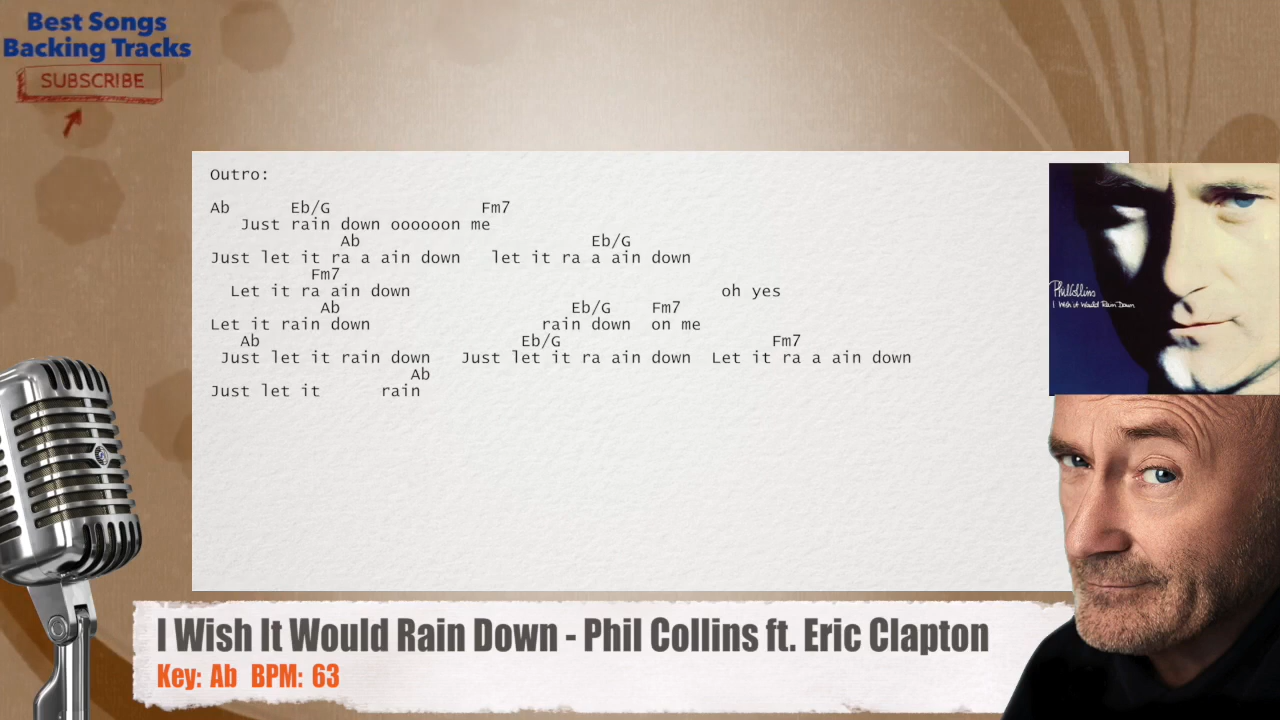 Best Songs
Backing Tracks
SUBSCRIBE
Outro:
Ab      Eb/G               Fm7
   Just rain down oooooon me
             Ab                       Eb/G
Just let it ra a ain down   let it ra a ain down
          Fm7
  Let it ra ain down                               oh yes
           Ab                       Eb/G    Fm7
Let it rain down                 rain down  on me
   Ab                          Eb/G                     Fm7
 Just let it rain down   Just let it ra ain down  Let it ra a ain down
                    Ab
Just let it      rain
Phil Collins
I Wish it Would Rain Down
I Wish It Would Rain Down - Phil Collins ft. Eric Clapton
Key: Ab  BPM: 63